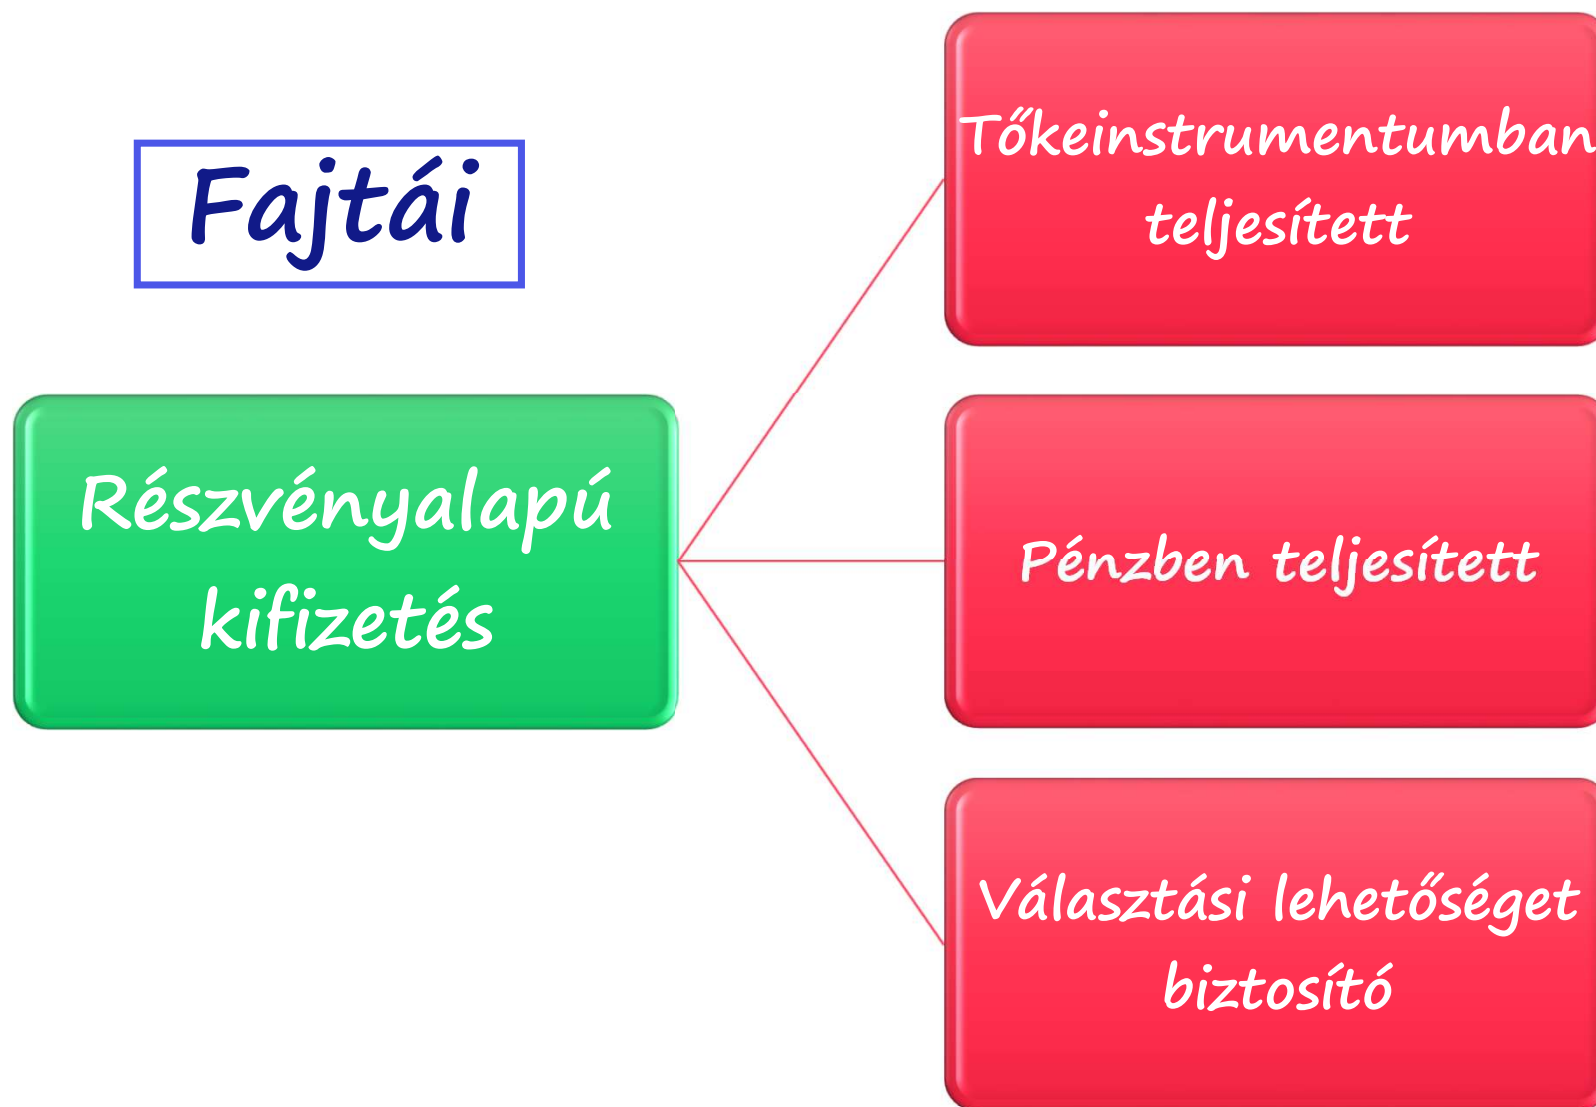 Fajtái
Részvényalapú
kifizetés
Tőkeinstrumentumban
teljesített
Pénzben teljesített
Választási lehetőséget
biztosító